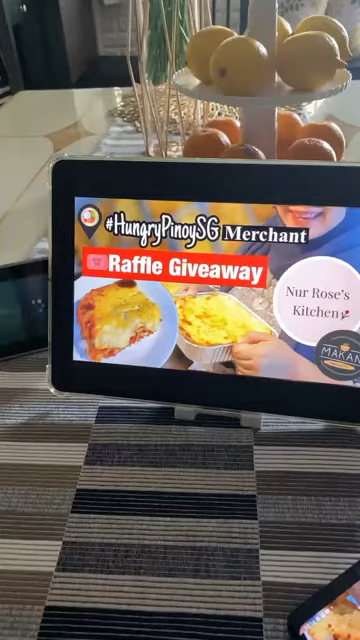 #HungryPinoySG Merchant
Raffle Giveaway
Nur Rose's
Kitchen
MAKAN